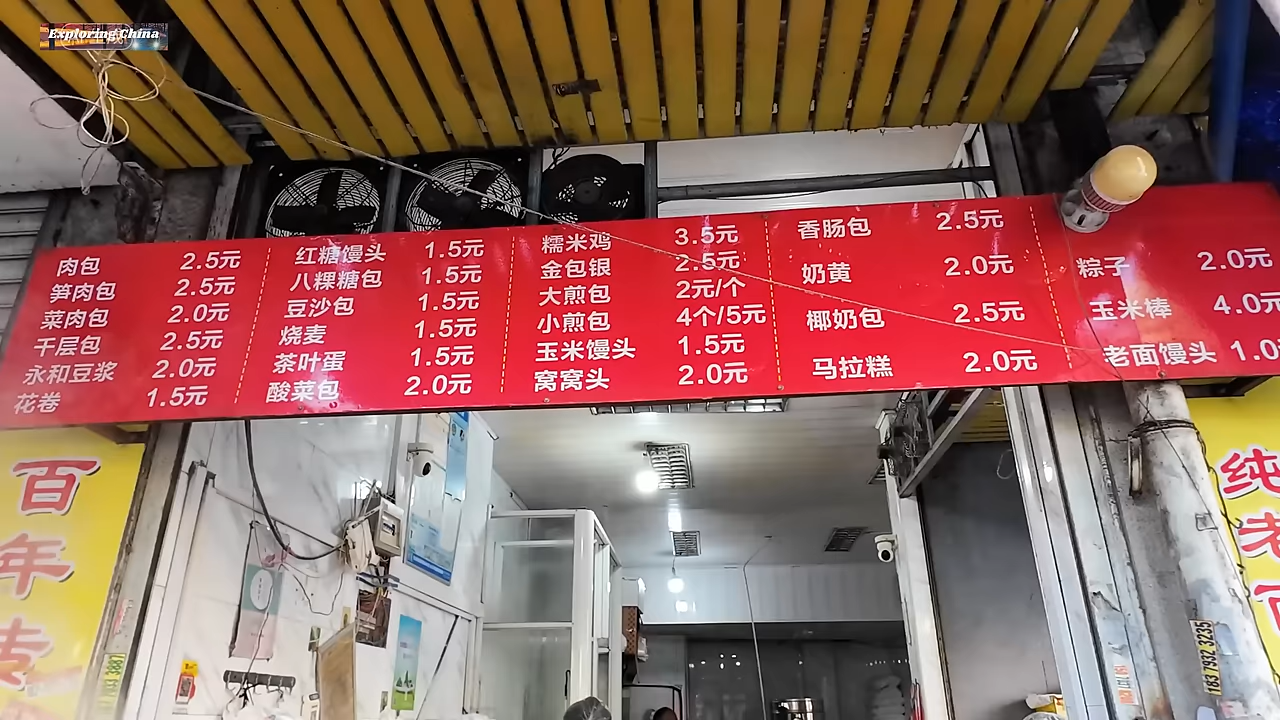 Exploring China
肉包 2.5元
笋肉包 2.5元
菜肉包 2.0元
千层包 2.5元
永和豆浆 2.0元
花卷 1.5元
红糖馒头 1.5元
八粿糖包 1.5元
豆沙包 1.5元
烧麦 1.5元
茶叶蛋 1.5元
酸菜包 2.0元
糯米鸡 3.5元
金包银 2.5元
大煎包 2元/个
小煎包 4个/5元
玉米馒头 1.5元
窝窝头 2.0元
香肠包 2.5元
奶黄 2.0元
椰奶包 2.5元
马拉糕 2.0元
粽子 2.0元
玉米棒 4.0元
老面馒头 1.0
百年
纯老
183 7932 3235